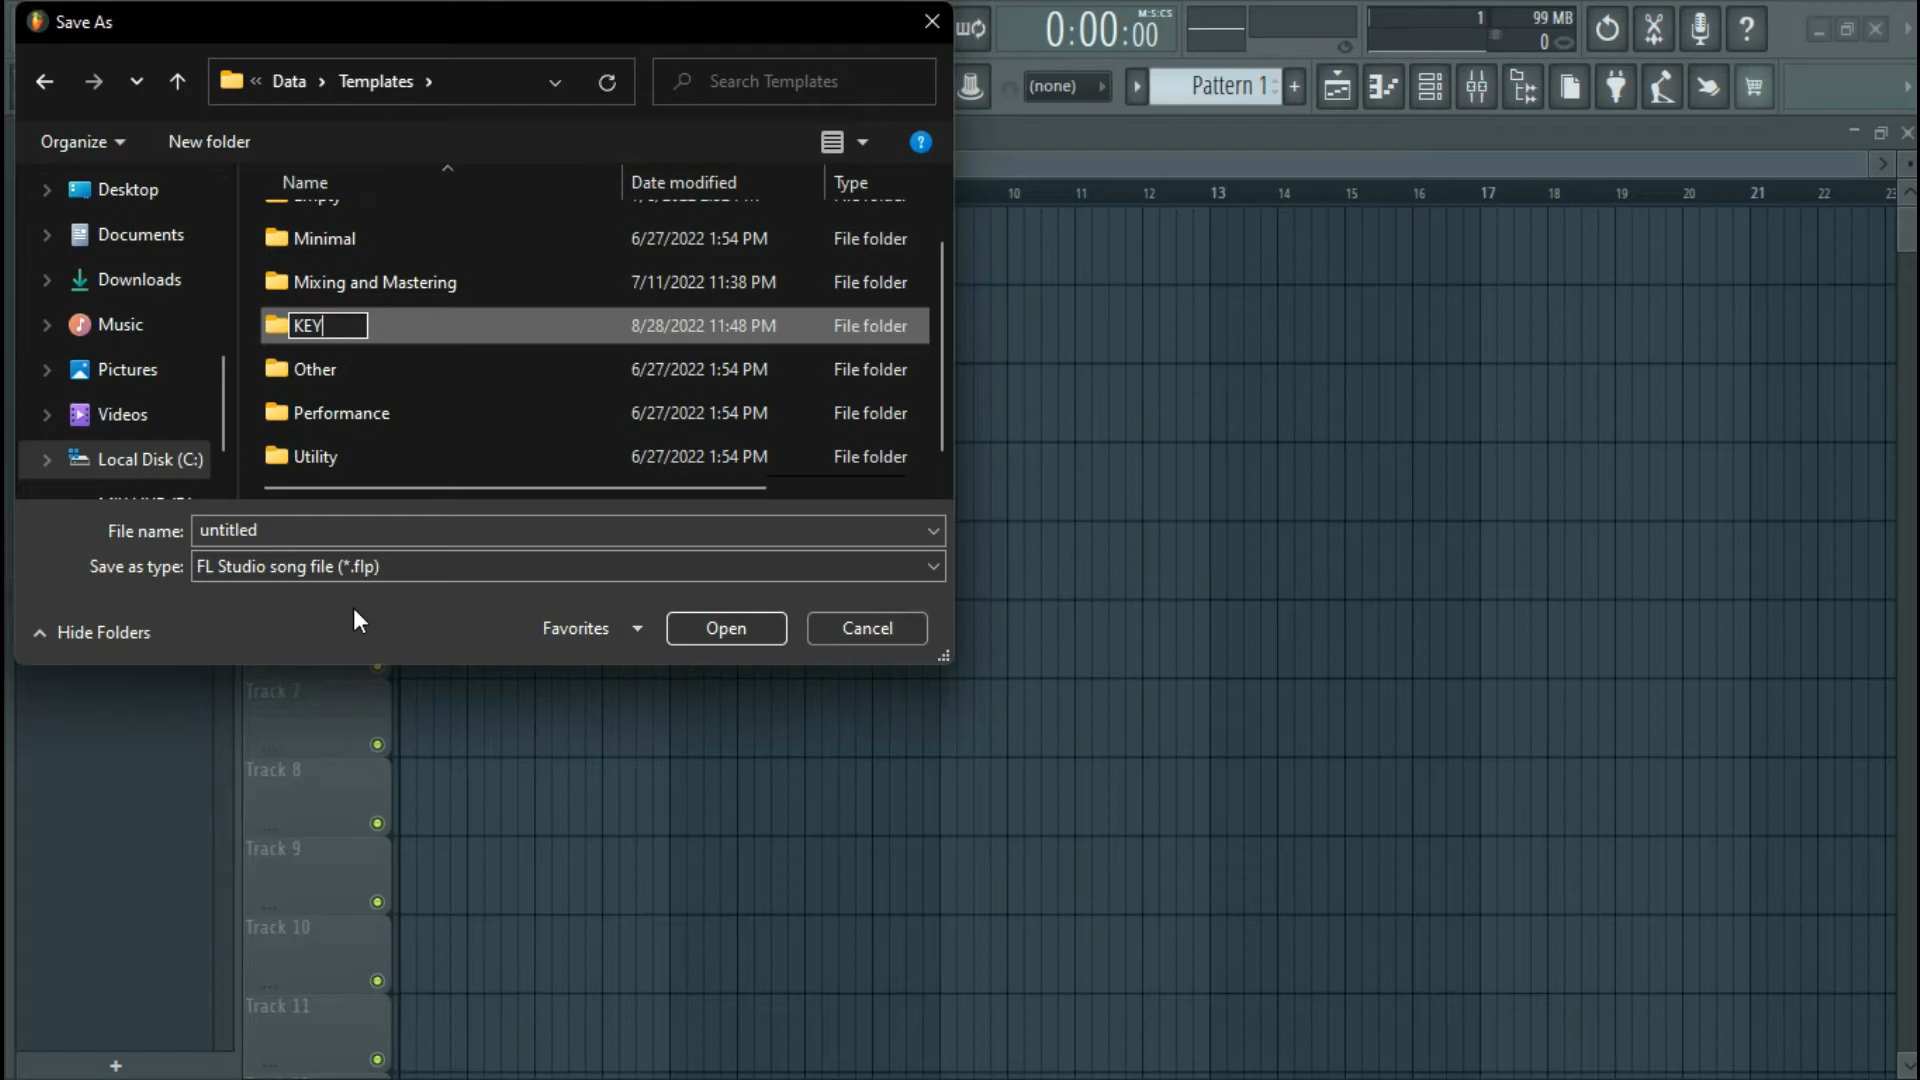 Save As
0:00:00
M:S:CS
1
99 MB
0
?
Data
Templates
Search Templates
(none)
Pattern 1
+
Organize
New folder
?
Name
Date modified
Type
Desktop
Documents
Downloads
Music
Pictures
Videos
Local Disk (C:)
Minimal 6/27/2022 1:54 PM File folder
Mixing and Mastering 7/11/2022 11:38 PM File folder
KEY 8/28/2022 11:48 PM File folder
Other 6/27/2022 1:54 PM File folder
Performance 6/27/2022 1:54 PM File folder
Utility 6/27/2022 1:54 PM File folder
10 11 12 13 14 15 16 17 18 19 20 21 22 23
File name: untitled
Save as type: FL Studio song file (*.flp)
Hide Folders
Favorites
Open
Cancel
Track 7
Track 8
Track 9
Track 10
Track 11
+